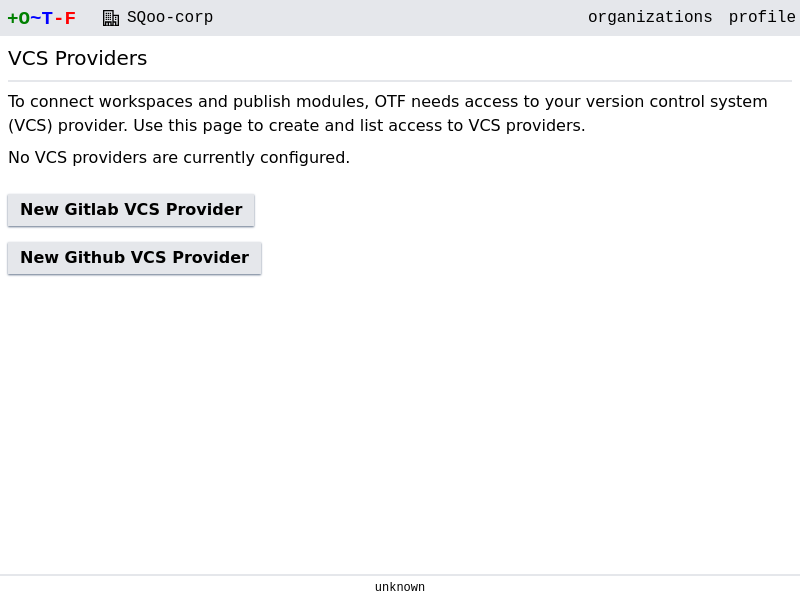 +O~T-F SQoo-corp organizations profile
VCS Providers
To connect workspaces and publish modules, OTF needs access to your version control system
(VCS) provider. Use this page to create and list access to VCS providers.
No VCS providers are currently configured.
New Gitlab VCS Provider
New Github VCS Provider
unknown